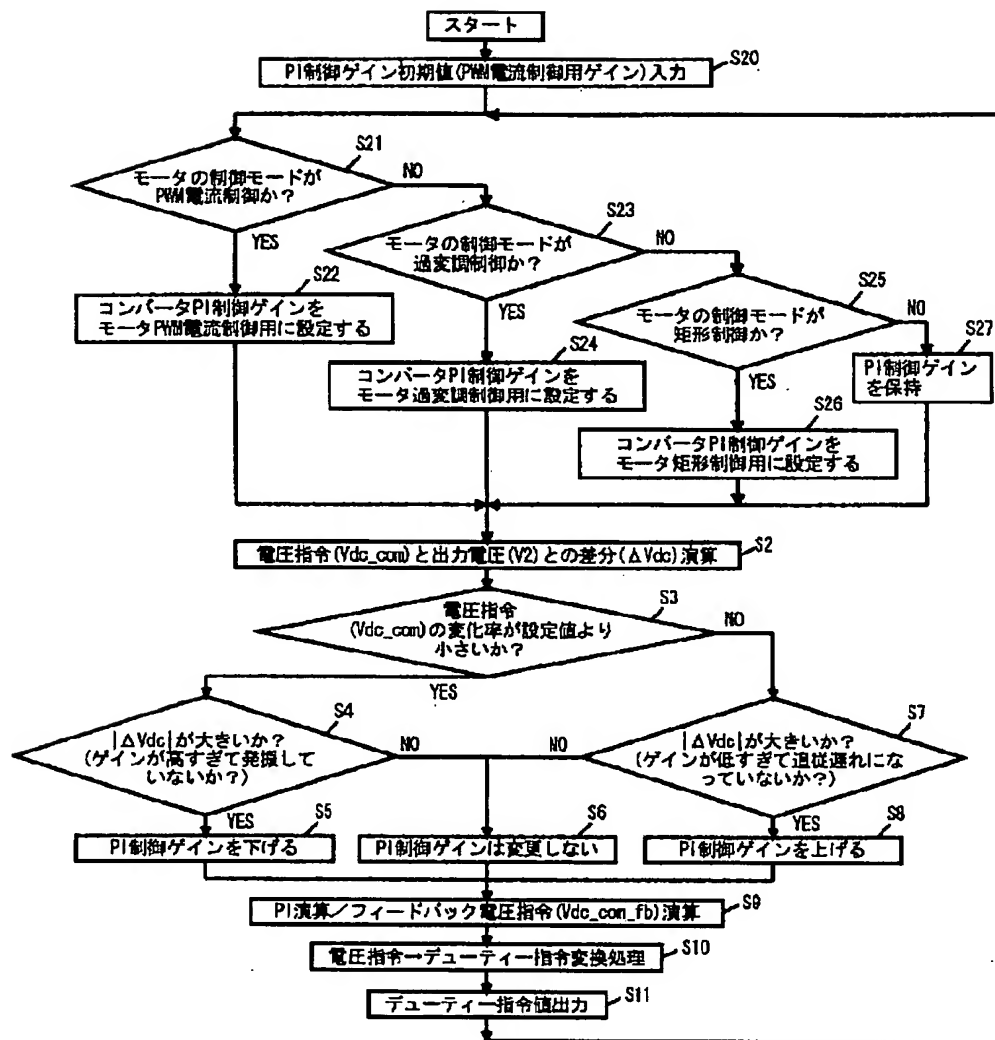 スタート
PI制御ゲイン初期値(PWM電流制御用ゲイン)入力
S20
S21
モータの制御モードが
PWM電流制御か?
NO
YES
S22
コンバータPI制御ゲインを
モータPWM電流制御用に設定する
S23
モータの制御モードが
過変調制御か?
NO
YES
S24
コンバータPI制御ゲインを
モータ過変調制御用に設定する
S25
モータの制御モードが
矩形制御か?
NO
YES
S27
PI制御ゲイン
を保持
S26
コンバータPI制御ゲインを
モータ矩形制御用に設定する
電圧指令(Vdc_com)と出力電圧(V2)との差分(ΔVdc)演算
S2
S3
電圧指令
(Vdc_com)の変化率が設定値より
小さいか?
NO
YES
S4
|ΔVdc|が大きいか?
(ゲインが高すぎて発振して
いないか?)
NO
YES
S7
|ΔVdc|が大きいか?
(ゲインが低すぎて追従遅れにな
っていないか?)
NO
YES
S5
PI制御ゲインを下げる
S6
PI制御ゲインは変更しない
S8
PI制御ゲインを上げる
PI演算/フィードバック電圧指令(Vdc_com_fb)演算
S9
電圧指令→デューティー指令変換処理
S10
デューティー指令値出力
S11